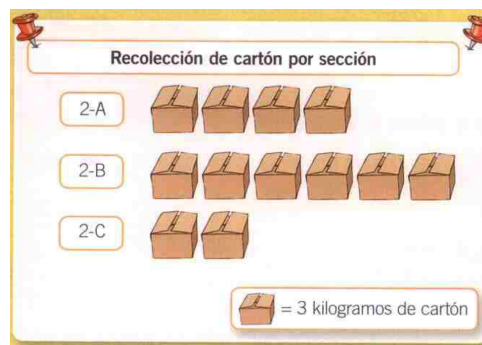 Recolección de cartón por sección
2-A
2-B
2-C
= 3 kilogramos de cartón